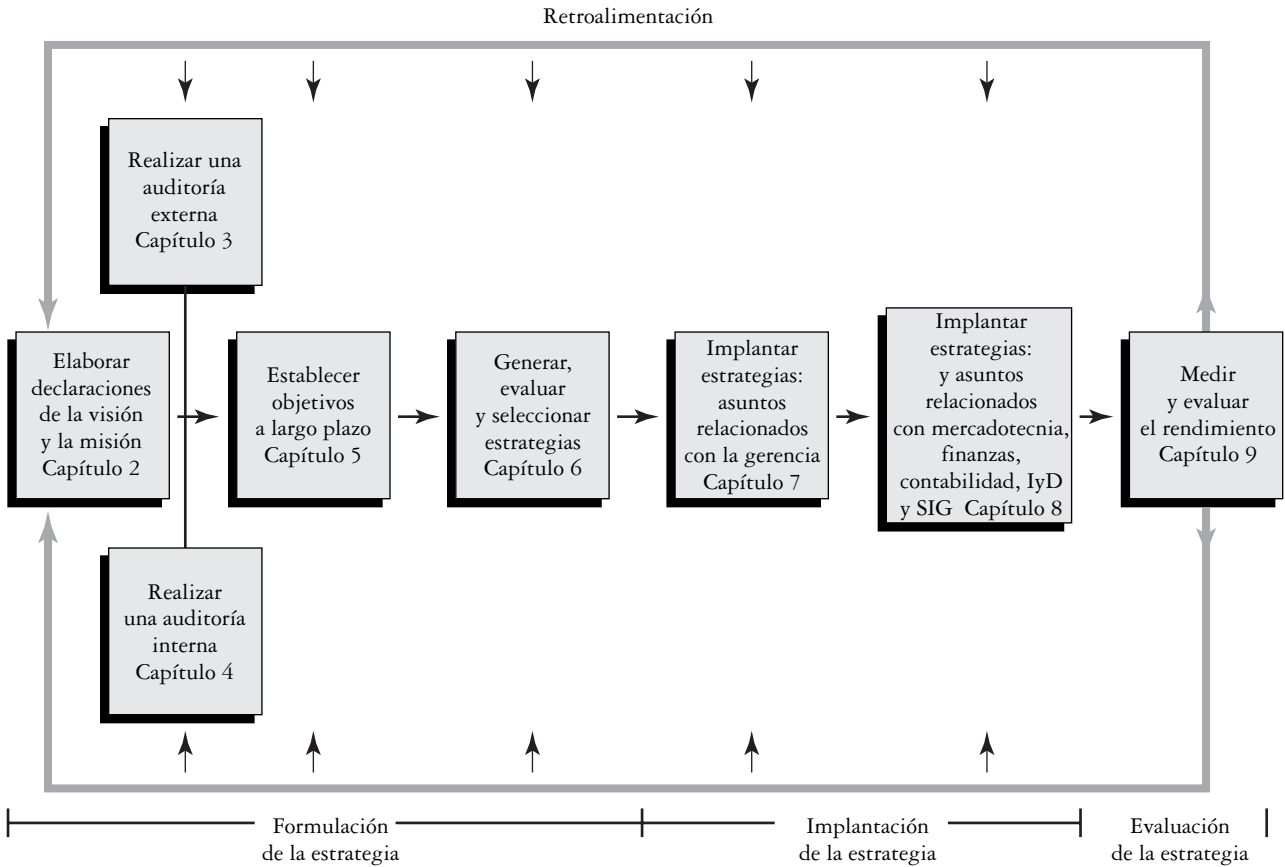 Retroalimentación
Realizar una
auditoría
externa
Capítulo 3
Elaborar
declaraciones
de la visión
y la misión
Capítulo 2
Establecer
objetivos
a largo plazo
Capítulo 5
Generar,
evaluar
y seleccionar
estrategias
Capítulo 6
Implantar
estrategias:
asuntos
relacionados
con la gerencia
Capítulo 7
Implantar
estrategias:
y asuntos
relacionados
con mercadotecnia,
finanzas,
contabilidad, IyD
y SIG Capítulo 8
Medir
y evaluar
el rendimiento
Capítulo 9
Realizar
una auditoría
interna
Capítulo 4
Formulación
de la estrategia
Implantación
de la estrategia
Evaluación
de la estrategia